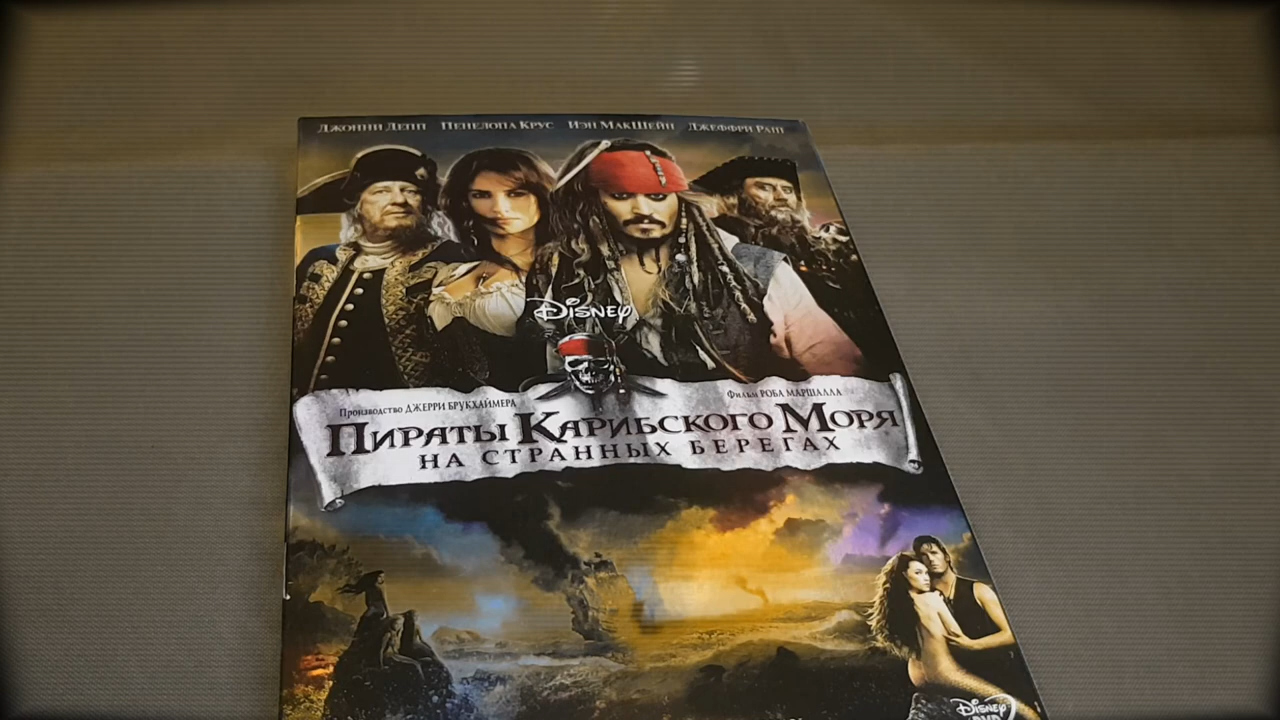 Джонни Депп Пенелопа Крус Иэн МакШейн Джеффри Раш
Disney
Производство ДЖЕРРИ БРУКХАЙМЕРА
Фильм РОБА МАРШАЛЛА
Пираты Карибского Моря
НА СТРАННЫХ БЕРЕГАХ
Disney
DVD